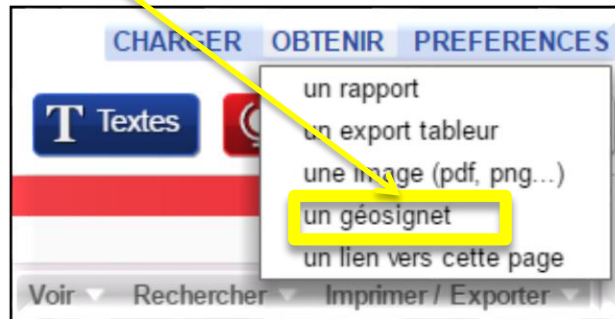 CHARGER OBTENIR PREFERENCES
un rapport
T Textes
un export tableur
une image (pdf, png...)
un géosignet
un lien vers cette page
Voir Rechercher Imprimer / Exporter